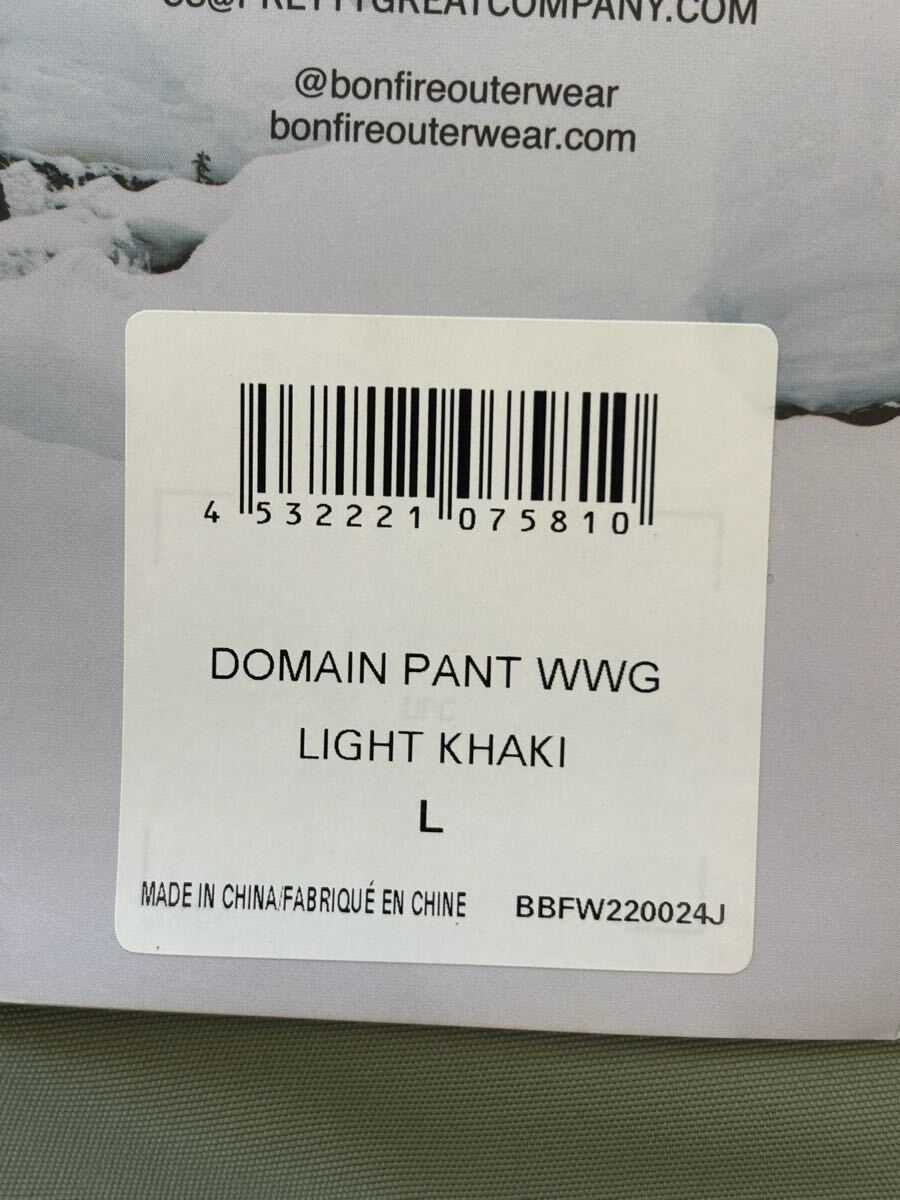 @bonfireouterwear
bonfireouterwear.com
4 532221 075810
DOMAIN PANT WWG
LIGHT KHAKI
L
MADE IN CHINA/FABRIQUÉ EN CHINE BBFW220024J